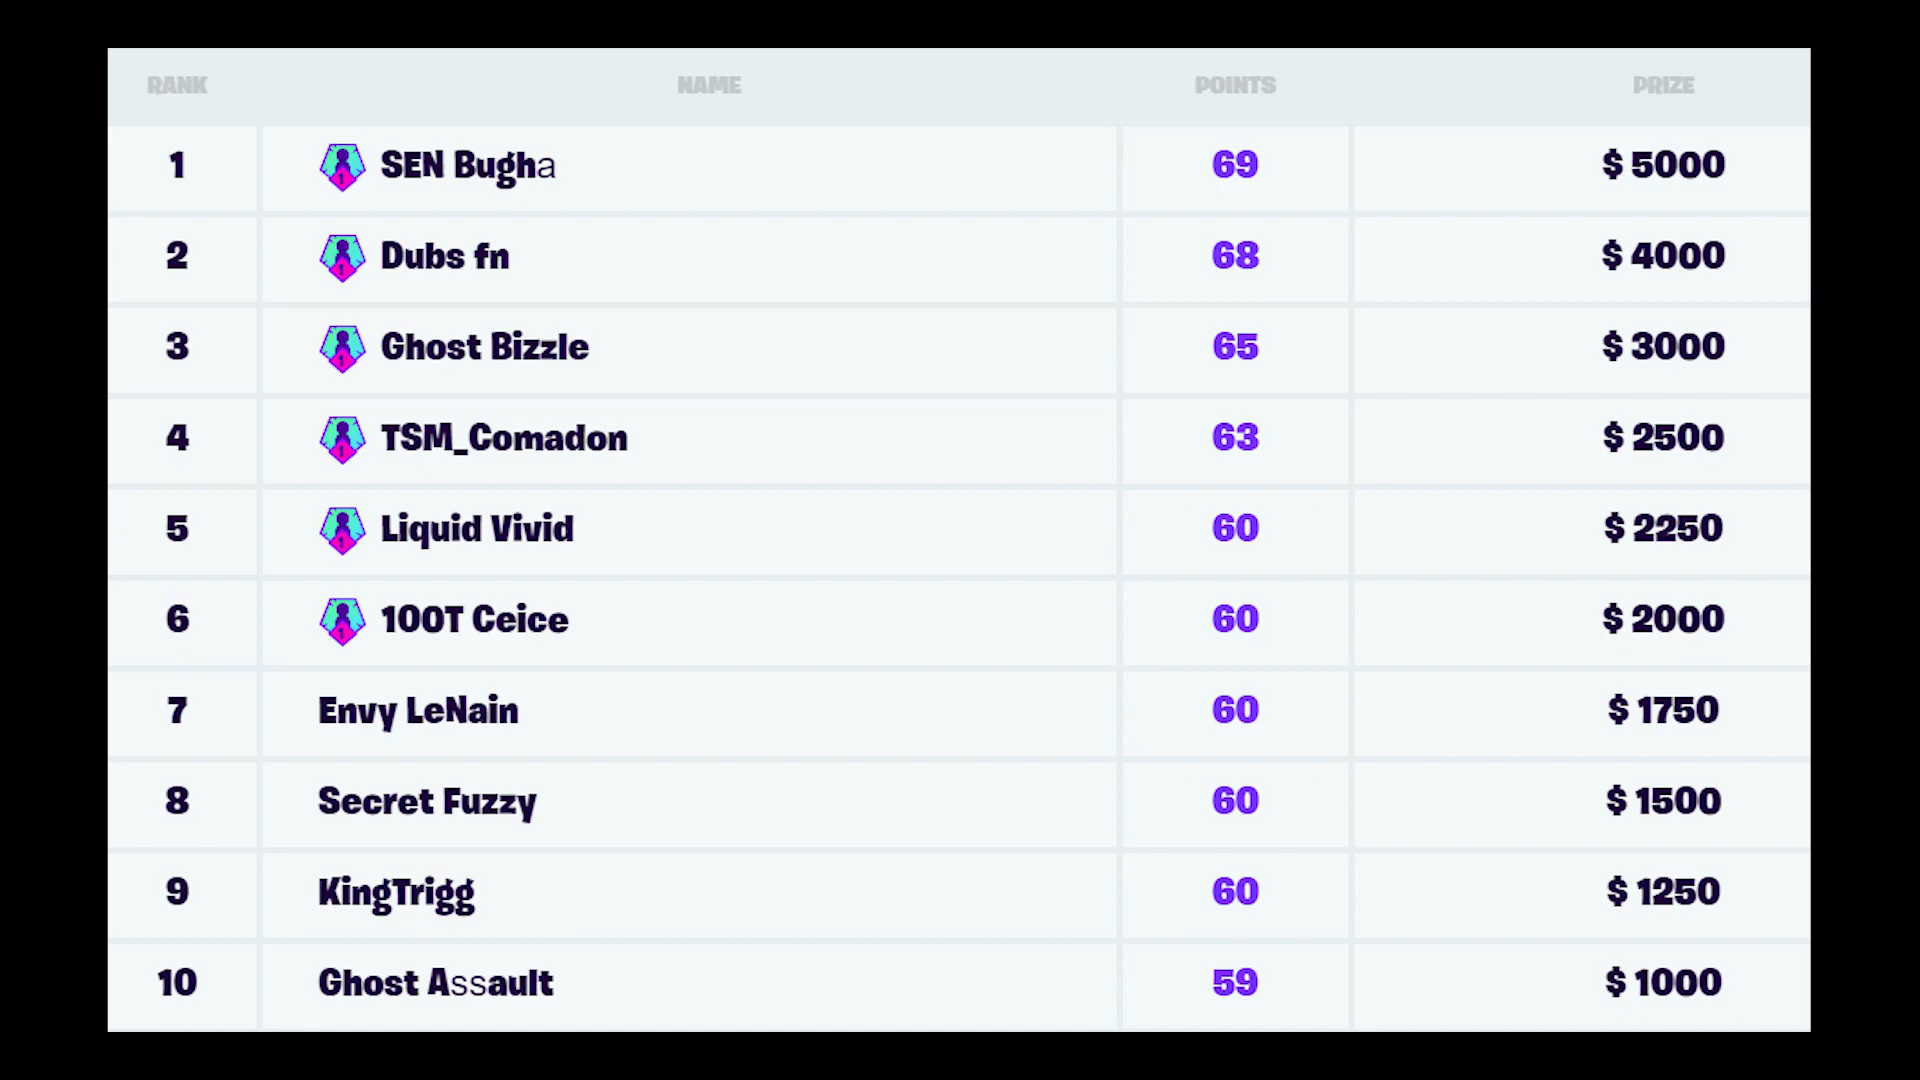 RANK NAME POINTS PRIZE
1 SEN Bugha 69 $ 5000
2 Dubs fn 68 $ 4000
3 Ghost Bizzle 65 $ 3000
4 TSM_Comadon 63 $ 2500
5 Liquid Vivid 60 $ 2250
6 100T Ceice 60 $ 2000
7 Envy LeNain 60 $ 1750
8 Secret Fuzzy 60 $ 1500
9 KingTrigg 60 $ 1250
10 Ghost Assault 59 $ 1000